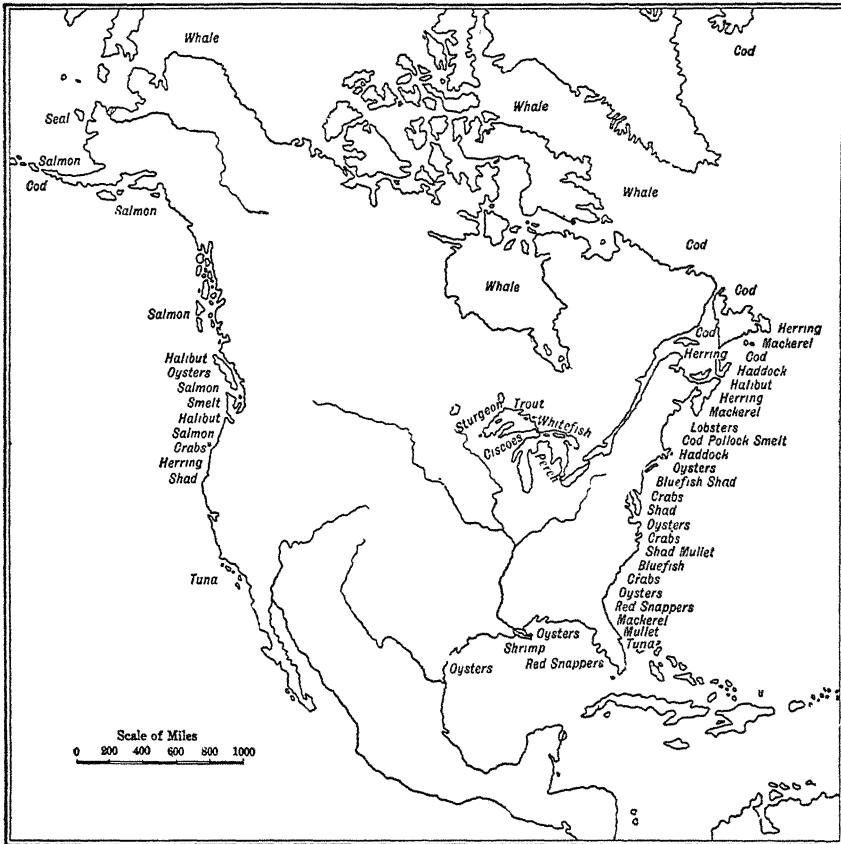 Whale
Cod
Seal
Whale
Salmon
Cod
Salmon
Whale
Cod
Whale
Cod
Salmon
Cod
Herring
Herring
Mackerel
Cod
Haddock
Halibut
Herring
Mackerel
Lobsters
Cod Pollock Smelt
Haddock
Oysters
Bluefish Shad
Crabs
Shad
Oysters
Crabs
Shad Mullet
Bluefish
Crabs
Oysters
Red Snappers
Mackerel
Mullet
Tuna
Halibut
Oysters
Salmon
Smelt
Halibut
Salmon
Crabs
Herring
Shad
Tuna
Sturgeon
Trout
Whitefish
Ciscoes
Perch
Oysters
Shrimp
Oysters
Red Snappers
Scale of Miles
0 200 400 600 800 1000